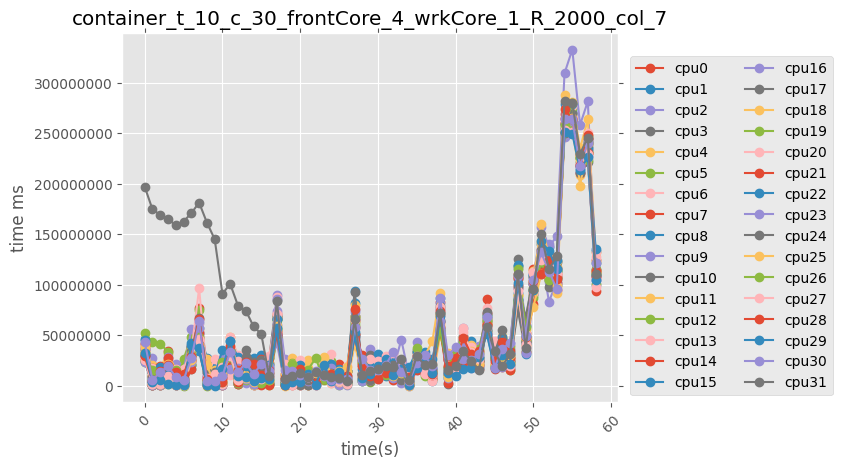 container_t_10_c_30_frontCore_4_wrkCore_1_R_2000_col_7
time ms
300000000
250000000
200000000
150000000
100000000
50000000
0
0
10
20
30
40
50
60
time(s)
cpu0
cpu1
cpu2
cpu3
cpu4
cpu5
cpu6
cpu7
cpu8
cpu9
cpu10
cpu11
cpu12
cpu13
cpu14
cpu15
cpu16
cpu17
cpu18
cpu19
cpu20
cpu21
cpu22
cpu23
cpu24
cpu25
cpu26
cpu27
cpu28
cpu29
cpu30
cpu31